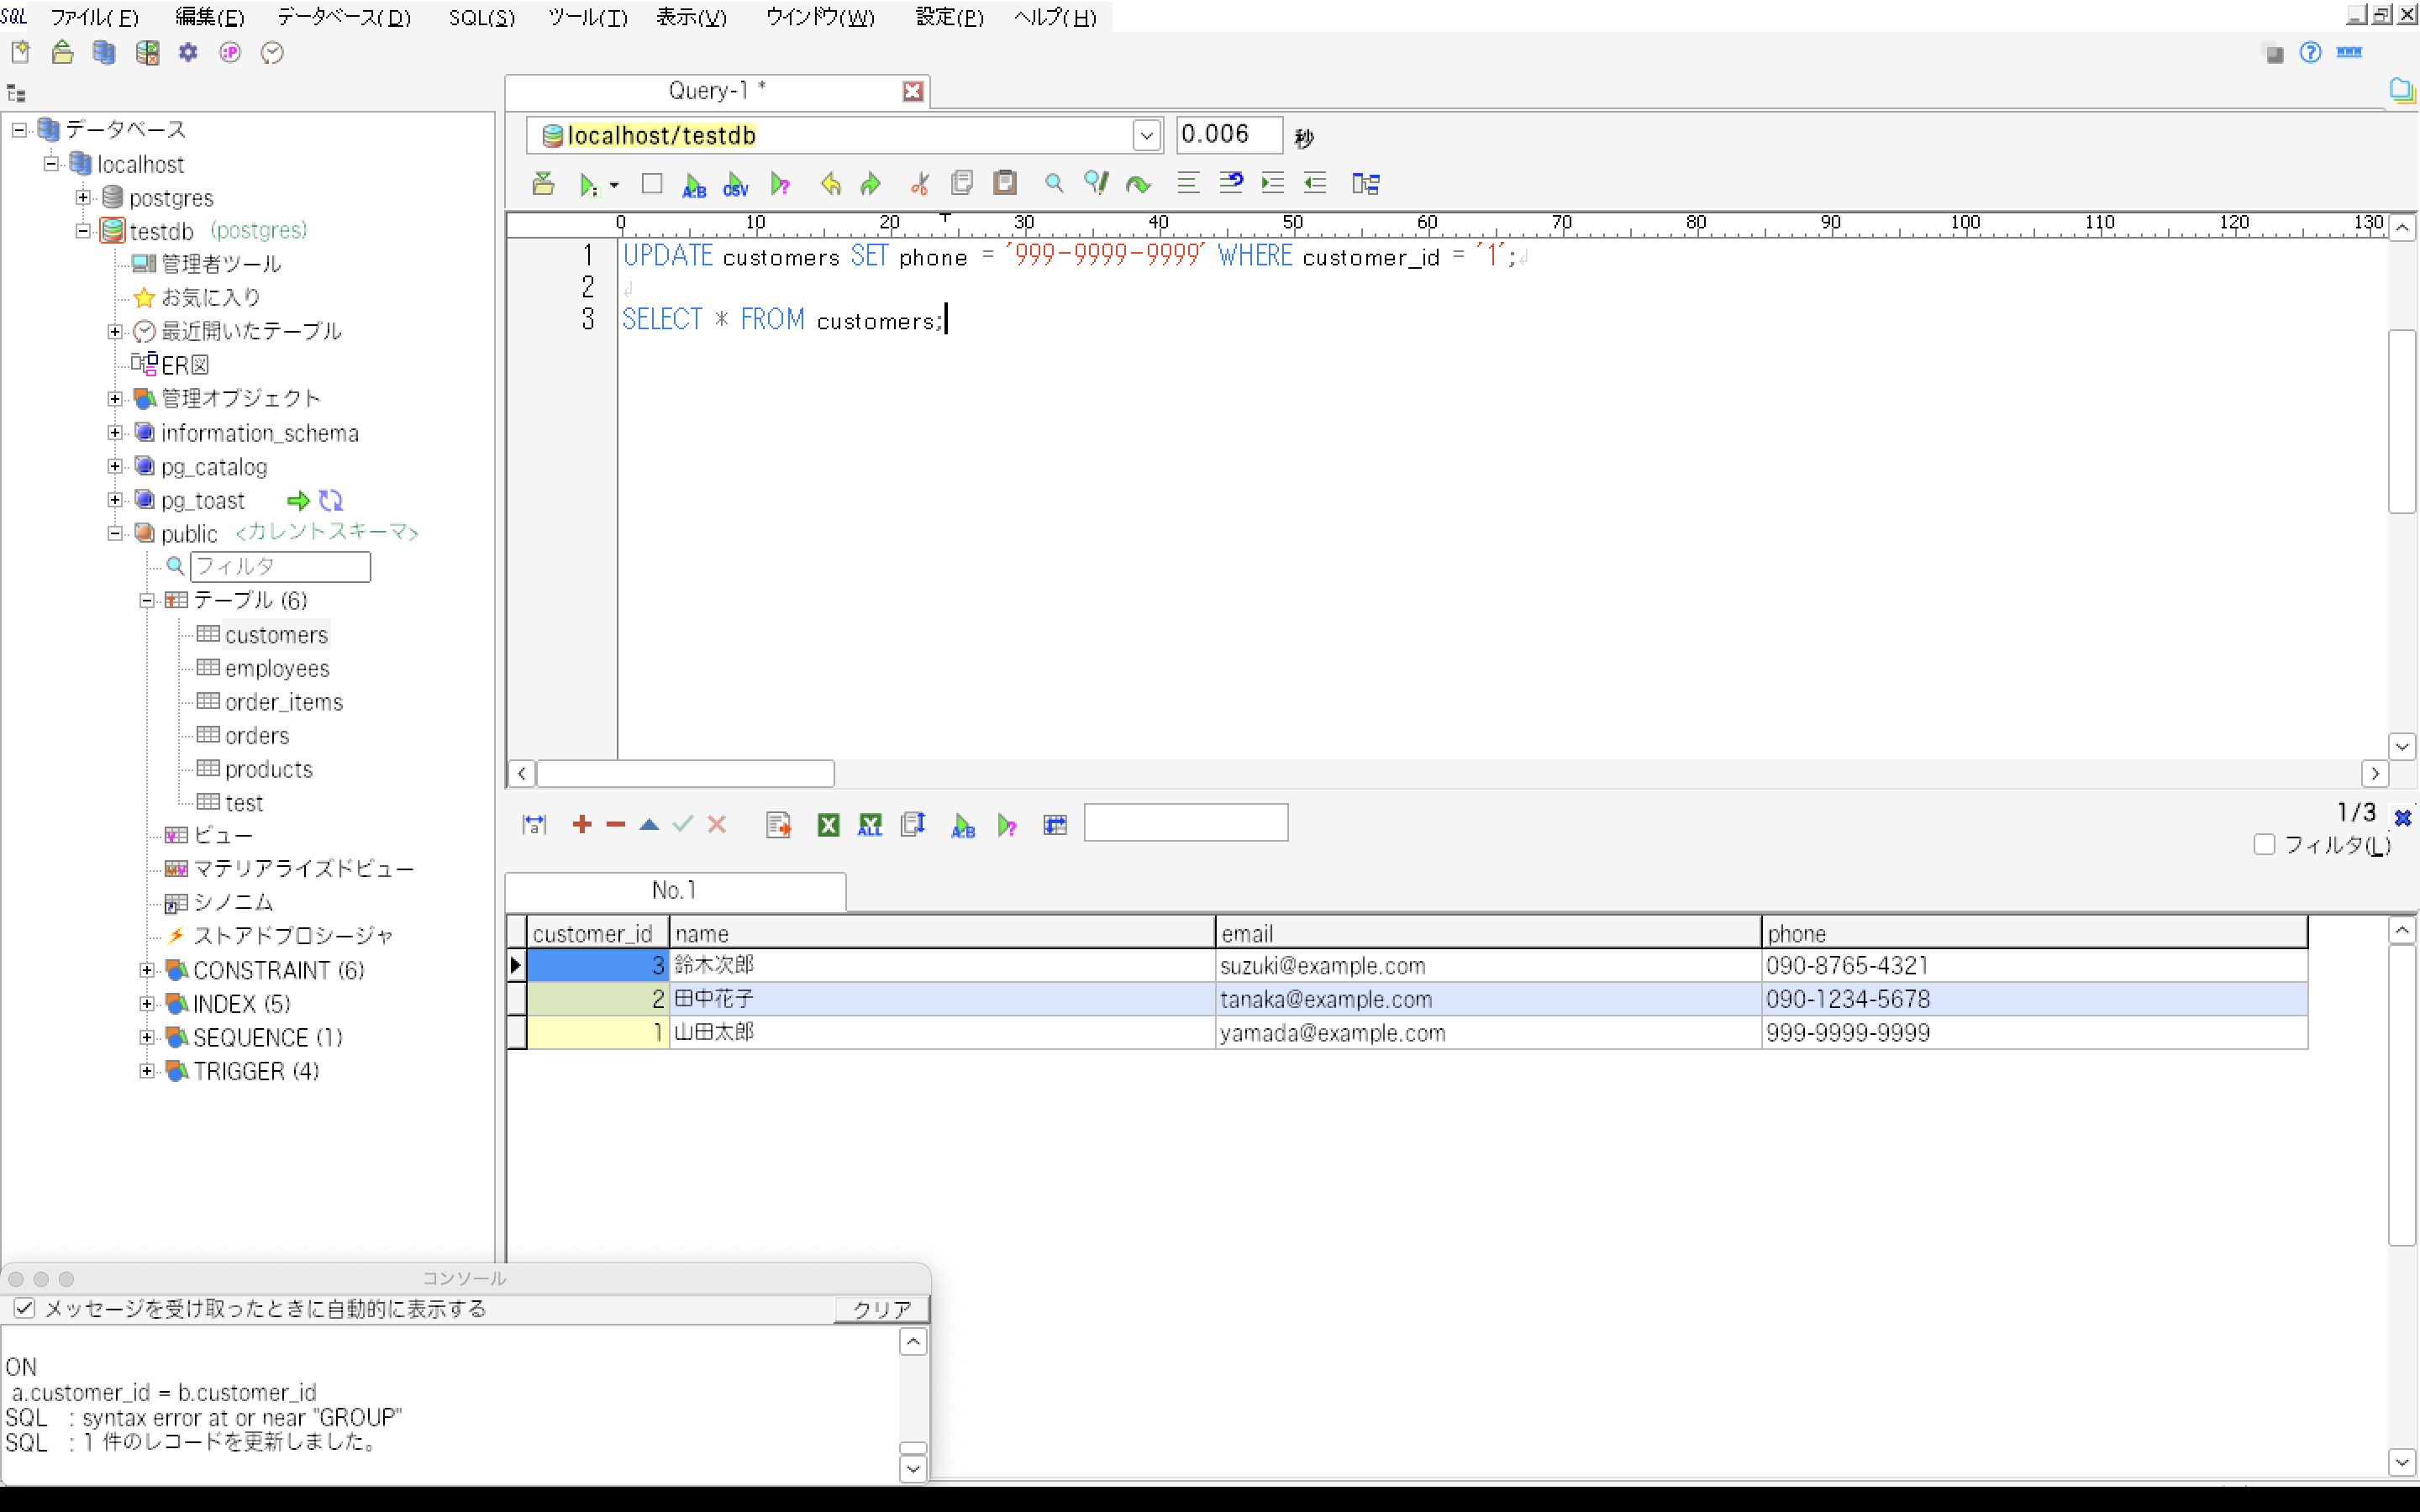 SQL ファイル(F) 編集(E) データベース(D) SQL(S) ツール(T) 表示(V) ウインドウ(W) 設定(P) ヘルプ(H)
Query-1 *
localhost/testdb 0.006 秒
0 10 20 30 40 50 60 70 80 90 100 110 120 130
1 UPDATE customers SET phone = '999-9999-9999' WHERE customer_id = '1';
2
3 SELECT * FROM customers;
データベース
localhost
postgres
testdb (postgres)
管理者ツール
お気に入り
最近開いたテーブル
ER図
管理オブジェクト
information_schema
pg_catalog
pg_toast
public <カレントスキーマ>
フィルタ
テーブル (6)
customers
employees
order_items
orders
products
test
ビュー
マテリアライズドビュー
シノニム
ストアドプロシージャ
CONSTRAINT (6)
INDEX (5)
SEQUENCE (1)
TRIGGER (4)
1/3
フィルタ(L)
No.1
customer_id name email phone
3 鈴木次郎 suzuki@example.com 090-8765-4321
2 田中花子 tanaka@example.com 090-1234-5678
1 山田太郎 yamada@example.com 999-9999-9999
コンソール
メッセージを受け取ったときに自動的に表示する クリア
ON
a.customer_id = b.customer_id
SQL : syntax error at or near "GROUP"
SQL : 1 件のレコードを更新しました。